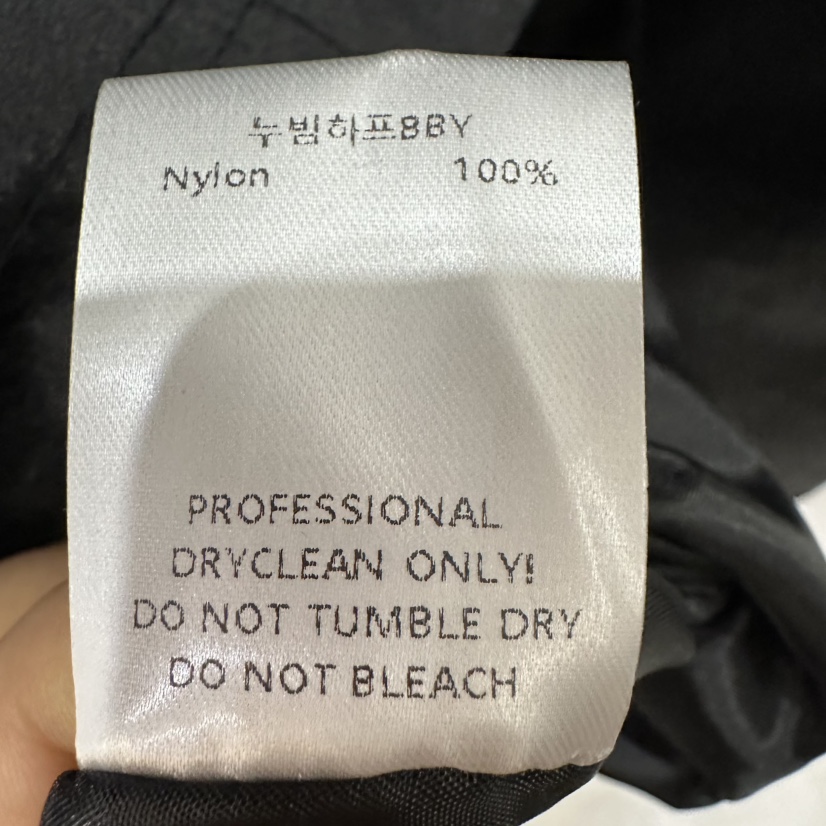 누빔하프BBY
Nylon 100%
PROFESSIONAL
DRYCLEAN ONLY!
DO NOT TUMBLE DRY
DO NOT BLEACH